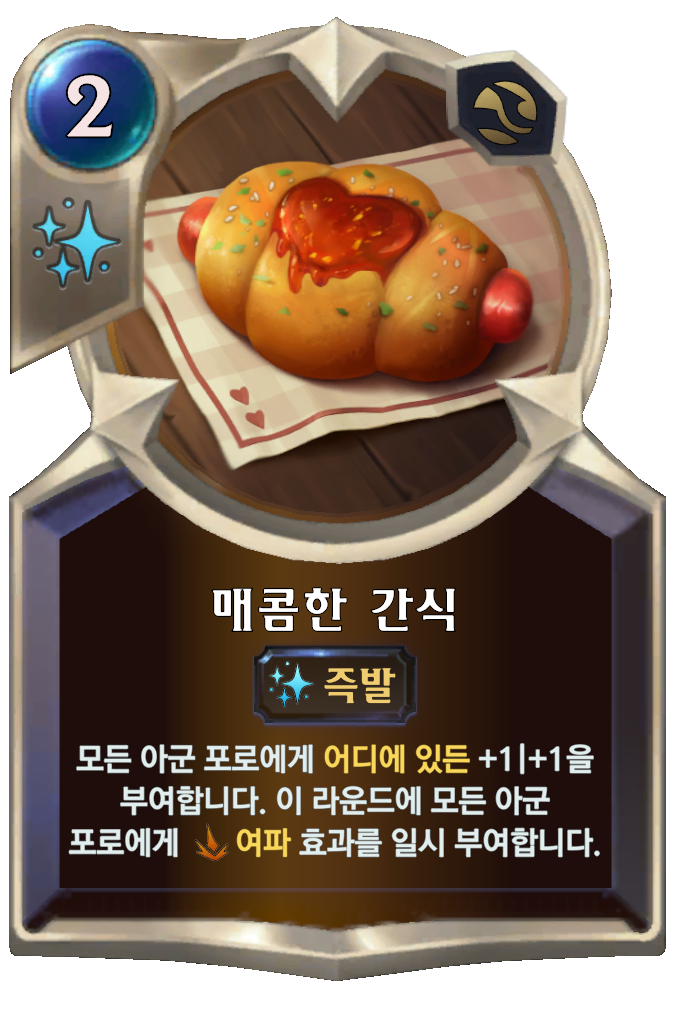 2
매콤한 간식
즉발
모든 아군 포로에게 어디에 있든 +1|+1을
부여합니다. 이 라운드에 모든 아군
포로에게 여파 효과를 일시 부여합니다.